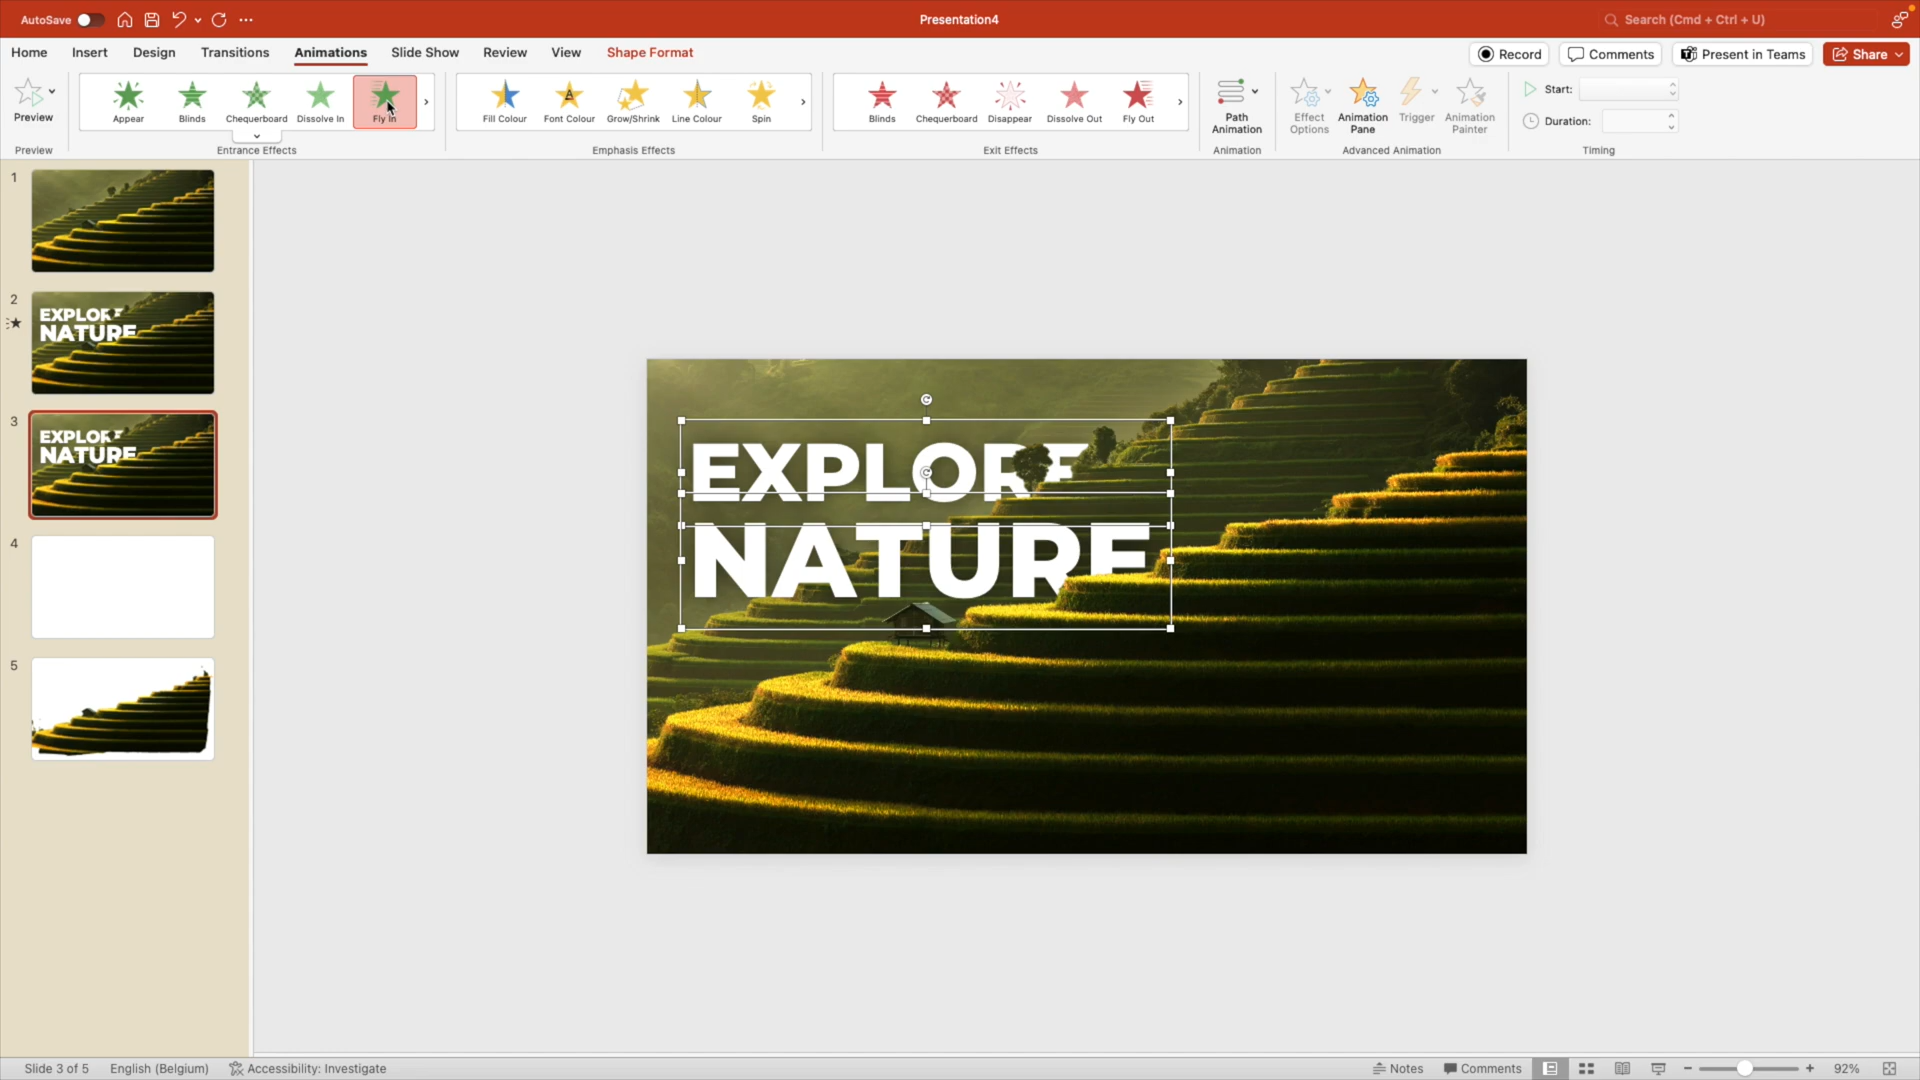 AutoSave
Presentation4
Search (Cmd + Ctrl + U)
Home Insert Design Transitions Animations Slide Show Review View Shape Format
Record Comments Present in Teams Share
Preview
Appear Blinds Chequerboard Dissolve In Fly In
Fill Colour Font Colour Grow/Shrink Line Colour Spin
Blinds Chequerboard Disappear Dissolve Out Fly Out
Path Animation
Effect Options
Animation Pane
Trigger
Animation Painter
Start:
Duration:
Preview Entrance Effects Emphasis Effects Exit Effects Animation Advanced Animation Timing
1
2
EXPLORE
NATURE
3
EXPLORE
NATURE
4
5
EXPLORE
NATURE
Slide 3 of 5 English (Belgium) Accessibility: Investigate
Notes Comments 92%